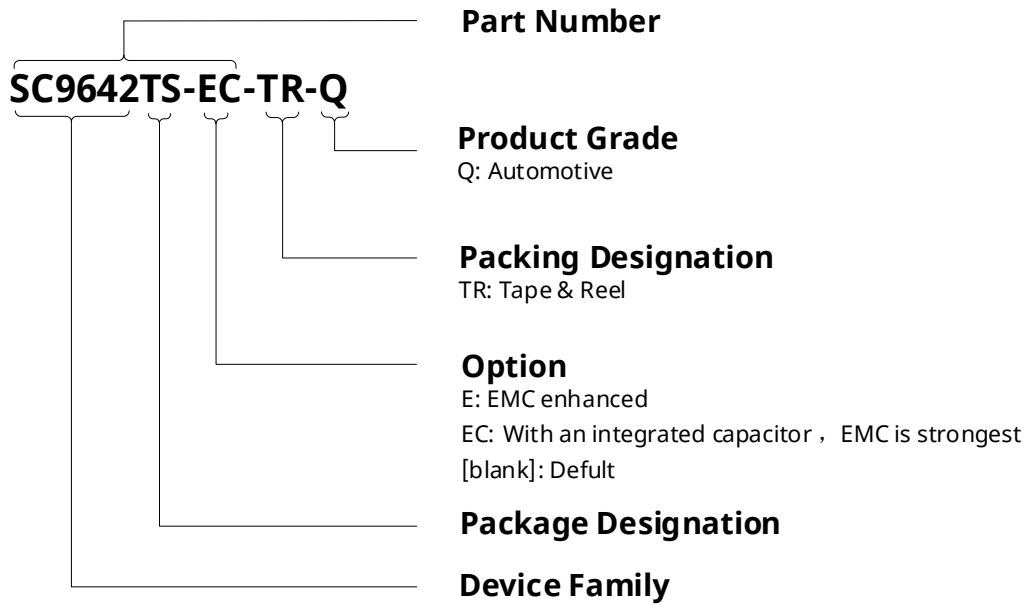 Part Number
SC9642TS-EC-TR-Q
Product Grade
Q: Automotive
Packing Designation
TR: Tape & Reel
Option
E: EMC enhanced
EC: With an integrated capacitor，EMC is strongest
[blank]: Defult
Package Designation
Device Family